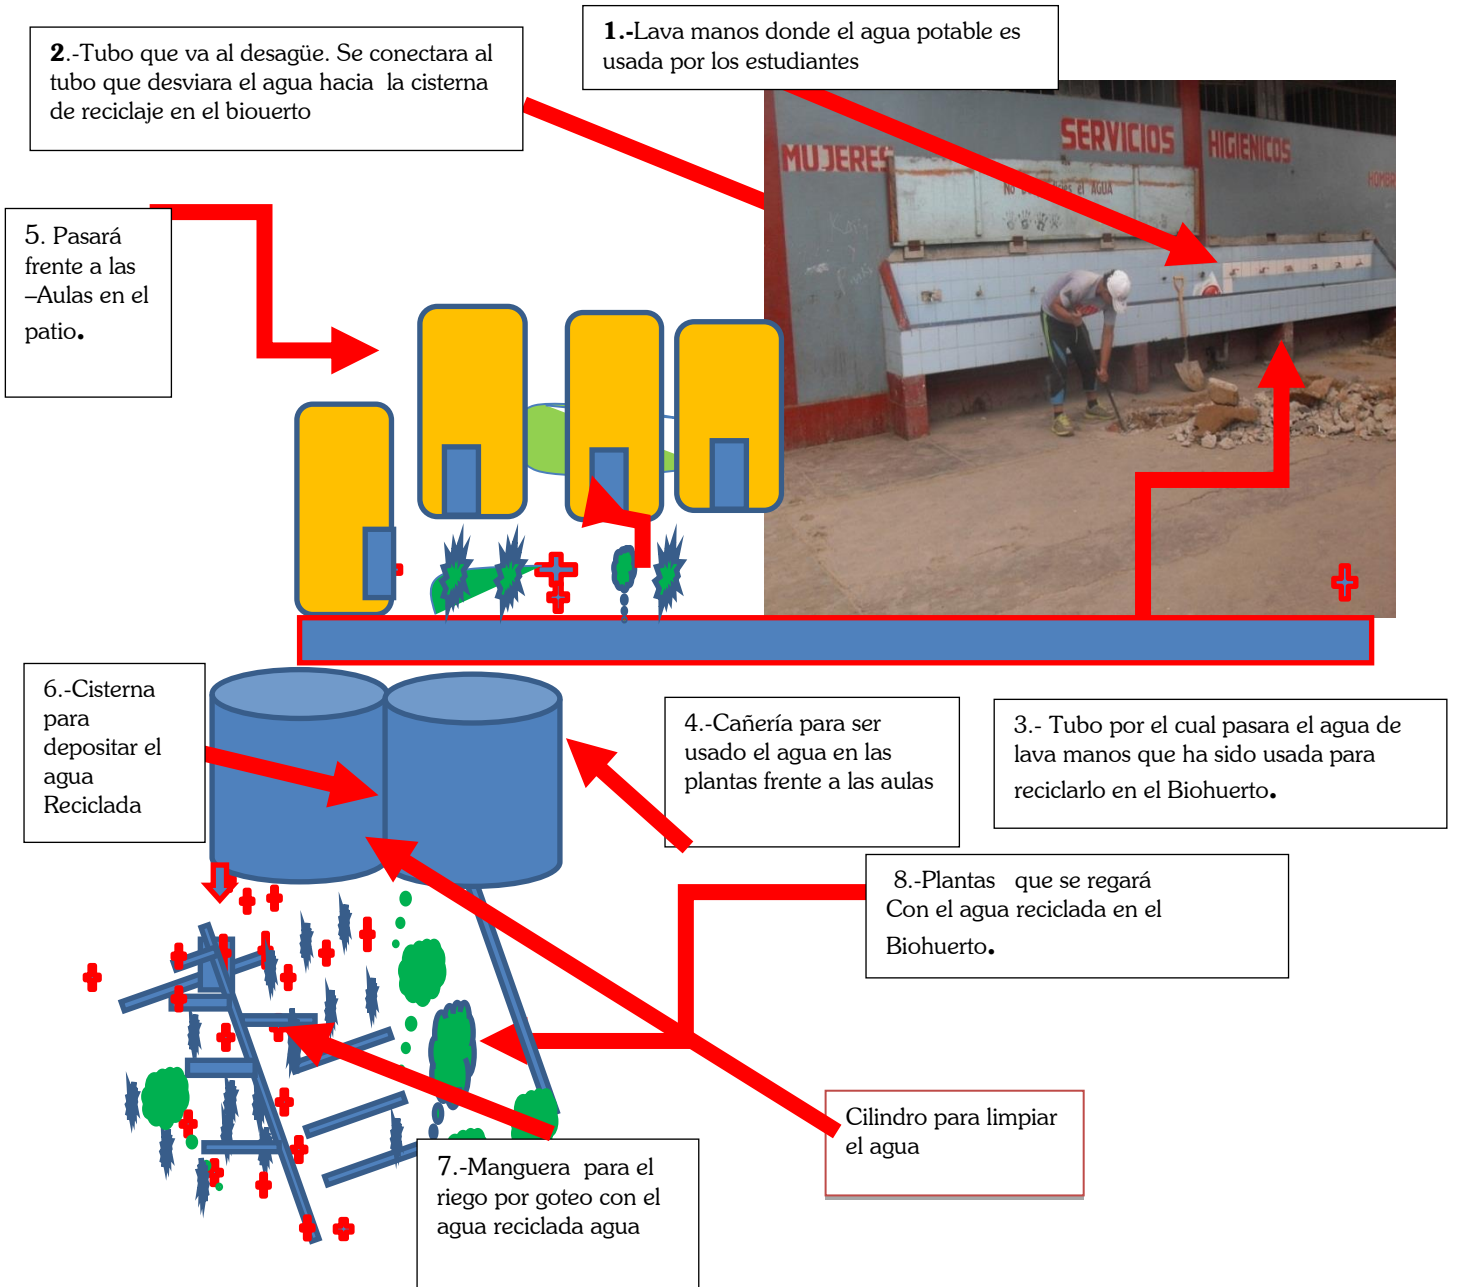 1.-Lava manos donde el agua potable es
usada por los estudiantes
2.-Tubo que va al desagüe. Se conectara al
tubo que desviara el agua hacia la cisterna
de reciclaje en el biouerto
MUJERES
SERVICIOS
HIGIENICOS
el AGUA
5. Pasará
frente a las
–Aulas en el
patio.
6.-Cisterna
para
depositar el
agua
Reciclada
4.-Cañería para ser
usado el agua en las
plantas frente a las aulas
3.- Tubo por el cual pasara el agua de
lava manos que ha sido usada para
reciclarlo en el Biohuerto.
8.-Plantas que se regará
Con el agua reciclada en el
Biohuerto.
Cilindro para limpiar
el agua
7.-Manguera para el
riego por goteo con el
agua reciclada agua